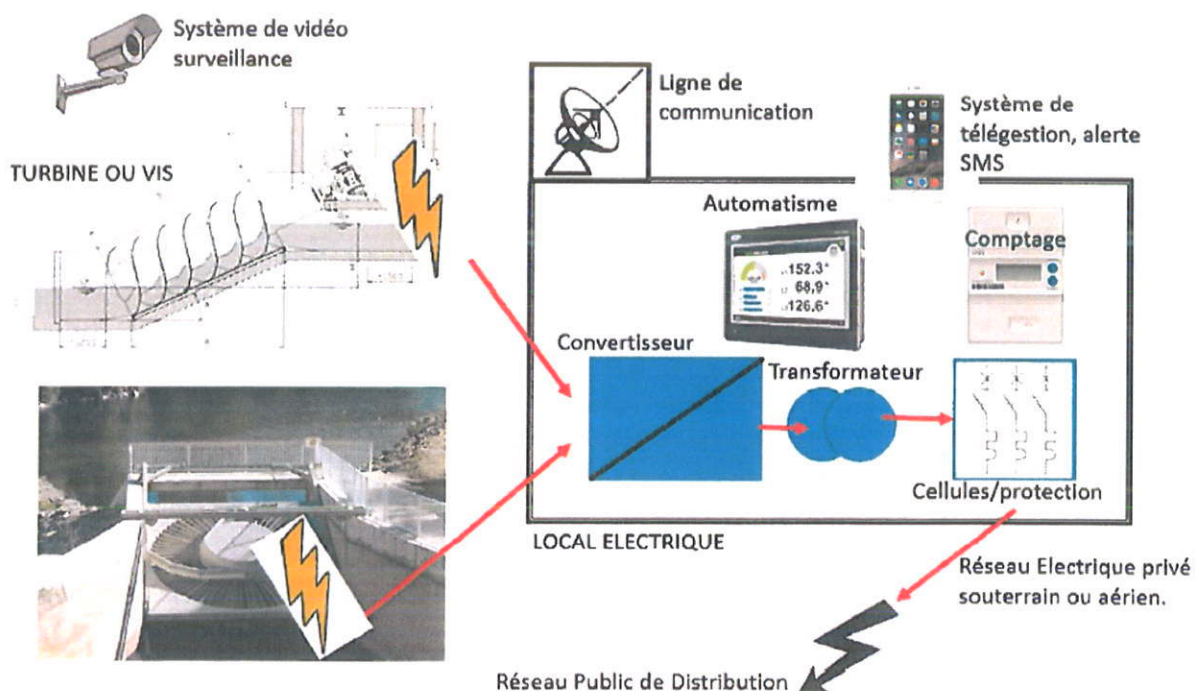 Système de vidéo
surveillance
Ligne de
communication
Système de
télégestion, alerte
SMS
TURBINE OU VIS
Automatisme
Comptage
152.3*
68,9*
126.6*
Convertisseur
Transformateur
Cellules/protection
LOCAL ELECTRIQUE
Réseau Electrique privé
souterrain ou aérien.
Réseau Public de Distribution